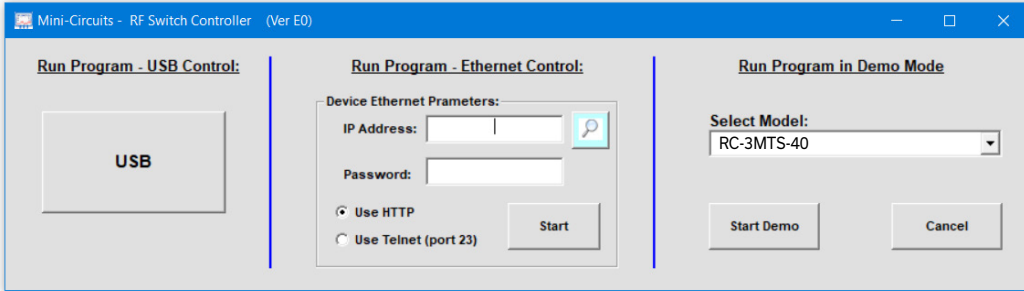 Mini-Circuits - RF Switch Controller (Ver E0)
Run Program - USB Control:
USB
Run Program - Ethernet Control:
Device Ethernet Prameters:
IP Address:
Password:
Use HTTP
Use Telnet (port 23)
Start
Run Program in Demo Mode
Select Model:
RC-3MTS-40
Start Demo
Cancel